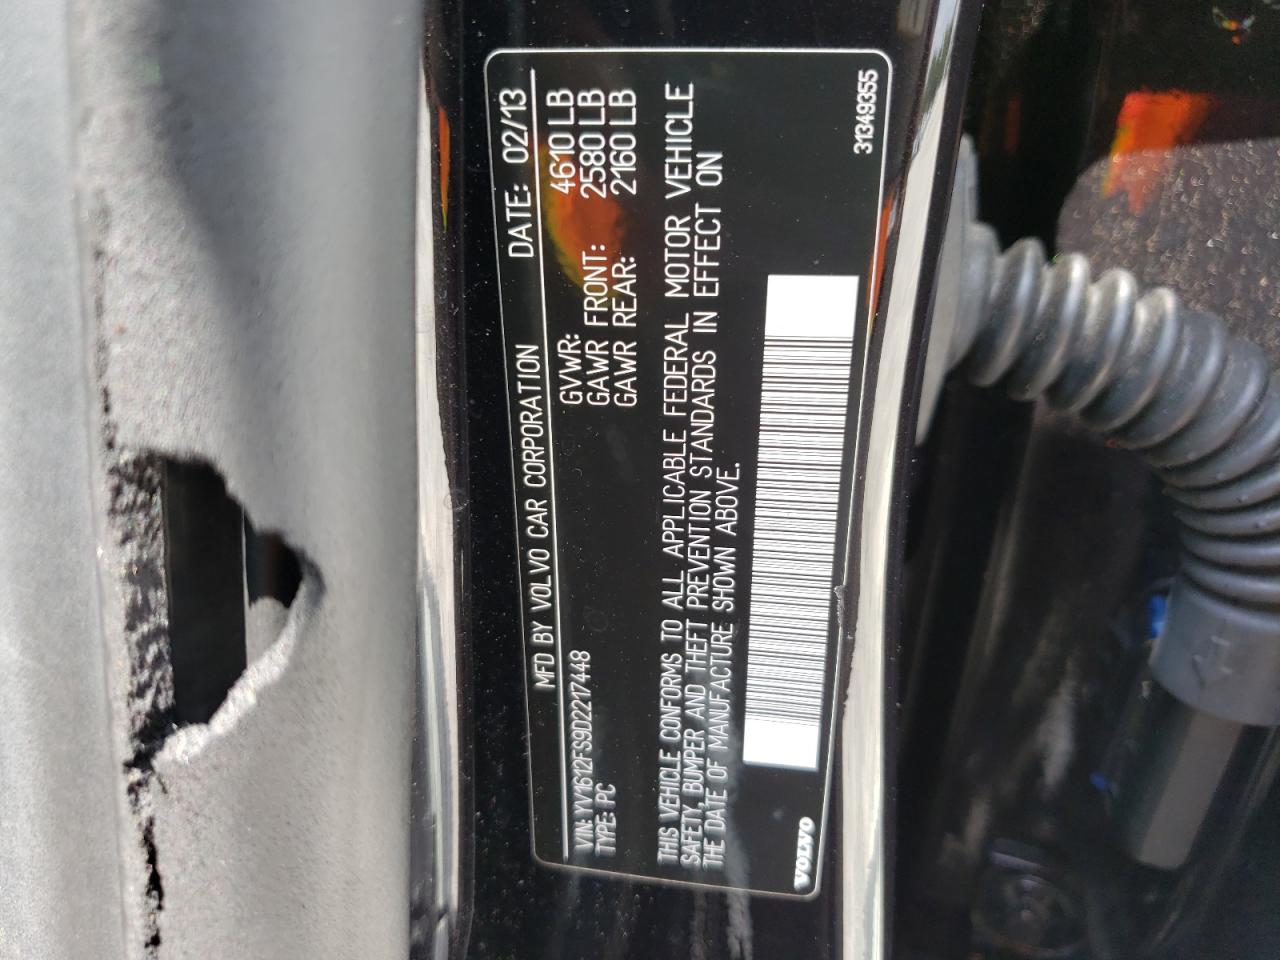 MFD BY VOLVO CAR CORPORATION DATE: 02/13
VIN: YV1612FS9D2217448 GVWR: 4610 LB
TYPE: PC GAWR FRONT: 2580 LB
GAWR REAR: 2160 LB
THIS VEHICLE CONFORMS TO ALL APPLICABLE FEDERAL MOTOR VEHICLE
SAFETY, BUMPER AND THEFT PREVENTION STANDARDS IN EFFECT ON
THE DATE OF MANUFACTURE SHOWN ABOVE.
VOLVO 31349355